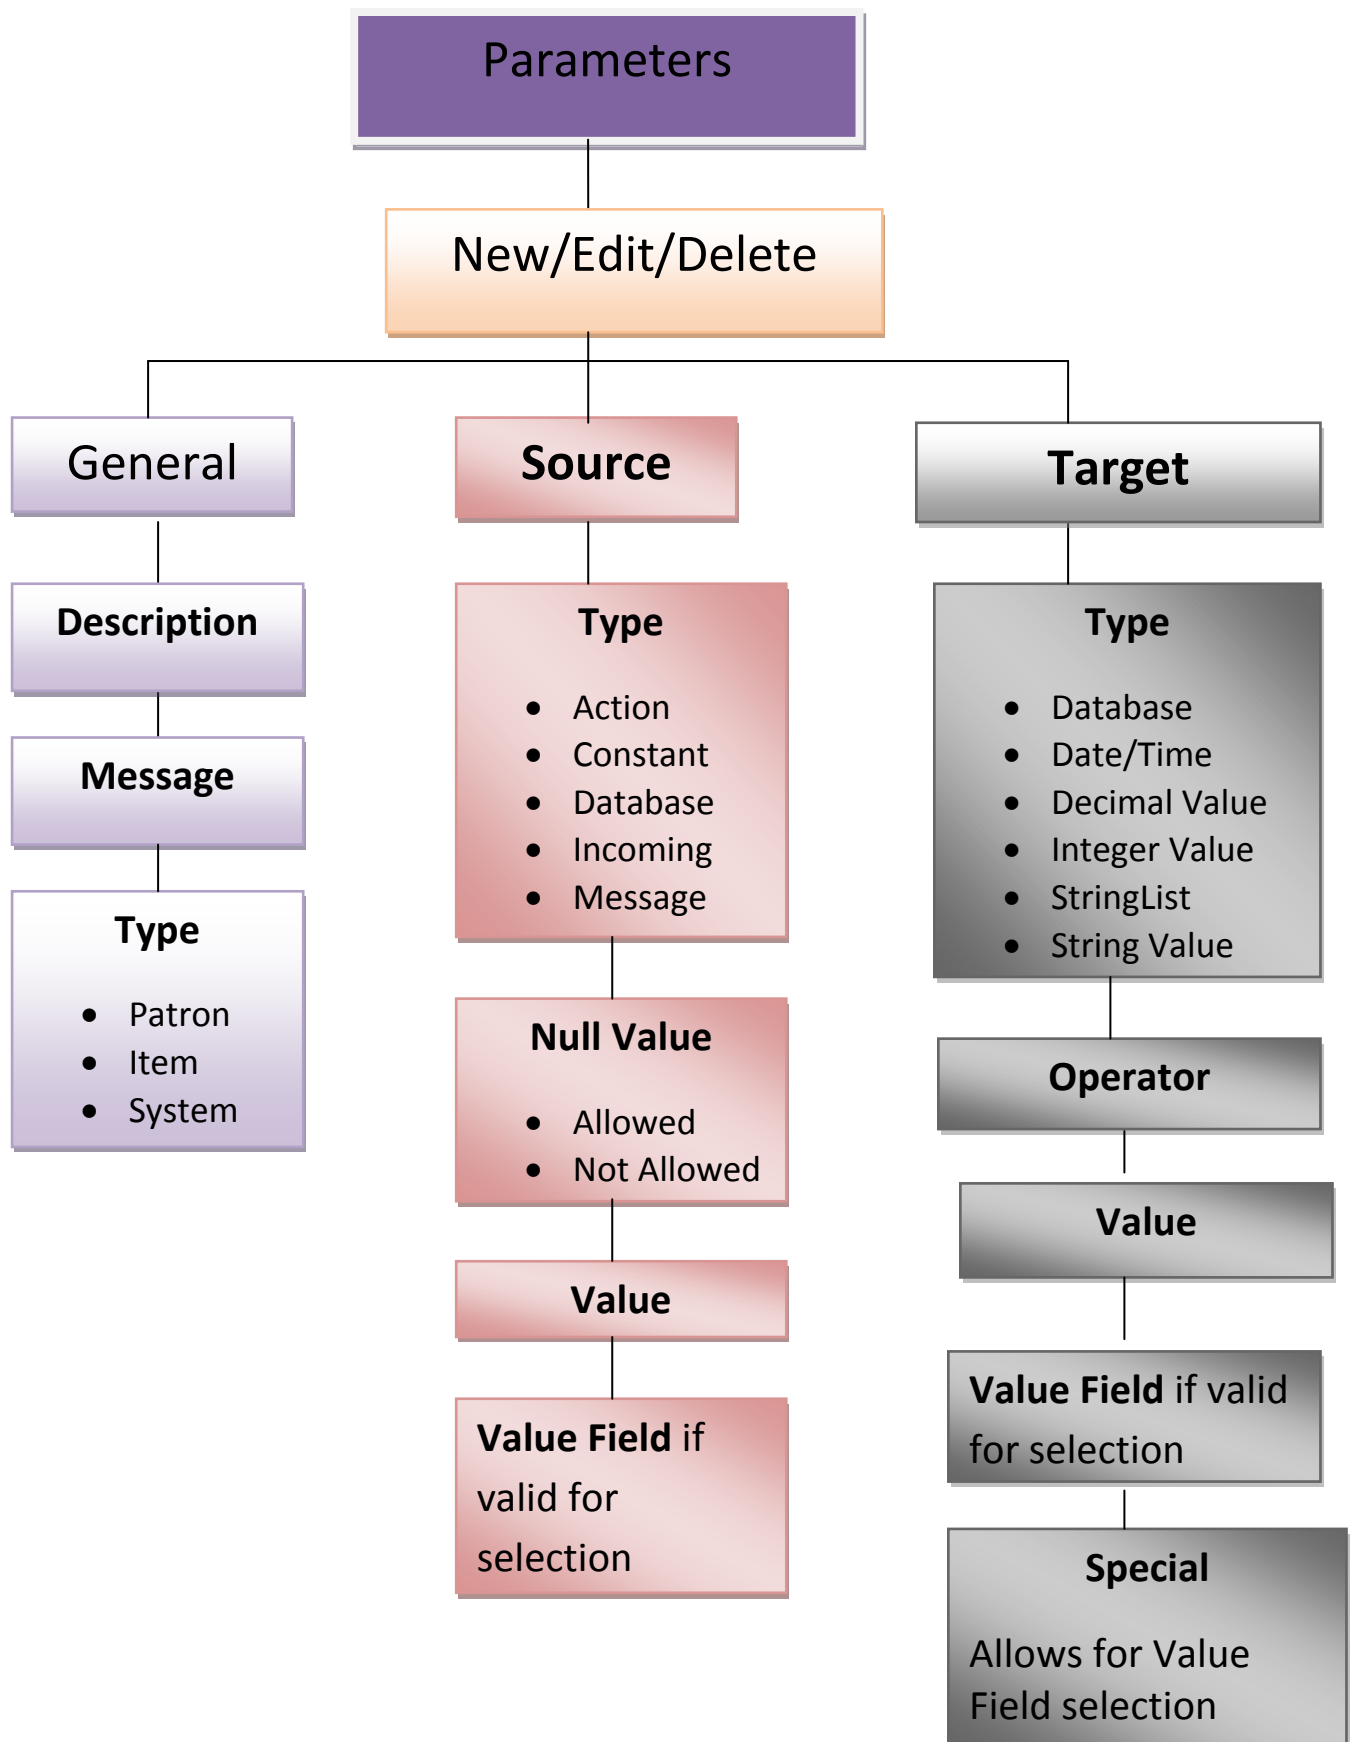 Parameters
New/Edit/Delete
General
Description
Message
Type
• Patron
• Item
• System
Source
Type
• Action
• Constant
• Database
• Incoming
• Message
Null Value
• Allowed
• Not Allowed
Value
Value Field if
valid for
selection
Target
Type
• Database
• Date/Time
• Decimal Value
• Integer Value
• StringList
• String Value
Operator
Value
Value Field if valid
for selection
Special
Allows for Value
Field selection